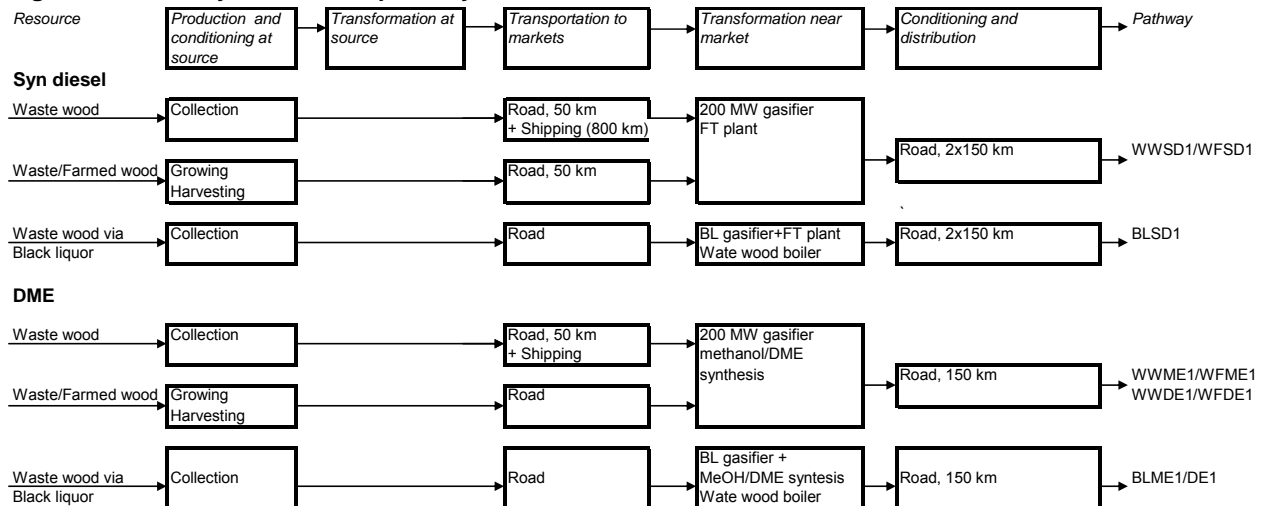 Resource
Production and
conditioning at
source
Transformation at
source
Transportation to
markets
Transformation near
market
Conditioning and
distribution
Pathway
Syn diesel
Waste wood
Collection
Road, 50 km
+ Shipping (800 km)
200 MW gasifier
FT plant
Road, 2x150 km
WWSD1/WFSD1
Waste/Farmed wood
Growing
Harvesting
Road, 50 km
`
Waste wood via
Black liquor
Collection
Road
BL gasifier+FT plant
Wate wood boiler
Road, 2x150 km
BLSD1
DME
Waste wood
Collection
Road, 50 km
+ Shipping
200 MW gasifier
methanol/DME
synthesis
Road, 150 km
WWME1/WFME1
WWDE1/WFDE1
Waste/Farmed wood
Growing
Harvesting
Road
Waste wood via
Black liquor
Collection
Road
BL gasifier +
MeOH/DME syntesis
Wate wood boiler
Road, 150 km
BLME1/DE1